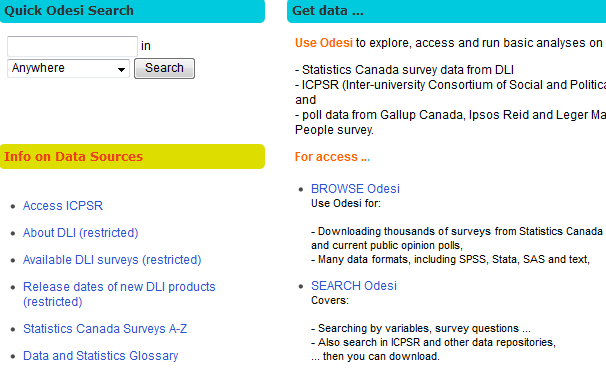 Quick Odesi Search
in
Anywhere
Search
Info on Data Sources
Access ICPSR
About DLI (restricted)
Available DLI surveys (restricted)
Release dates of new DLI products
(restricted)
Statistics Canada Surveys A-Z
Data and Statistics Glossary
Get data ...
Use Odesi to explore, access and run basic analyses on
- Statistics Canada survey data from DLI
- ICPSR (Inter-university Consortium of Social and Politica
and
- poll data from Gallup Canada, Ipsos Reid and Leger Ma
People survey.
For access ...
BROWSE Odesi
Use Odesi for:
- Downloading thousands of surveys from Statistics Canada
and current public opinion polls,
- Many data formats, including SPSS, Stata, SAS and text,
SEARCH Odesi
Covers:
- Searching by variables, survey questions ...
- Also search in ICPSR and other data repositories,
... then you can download.